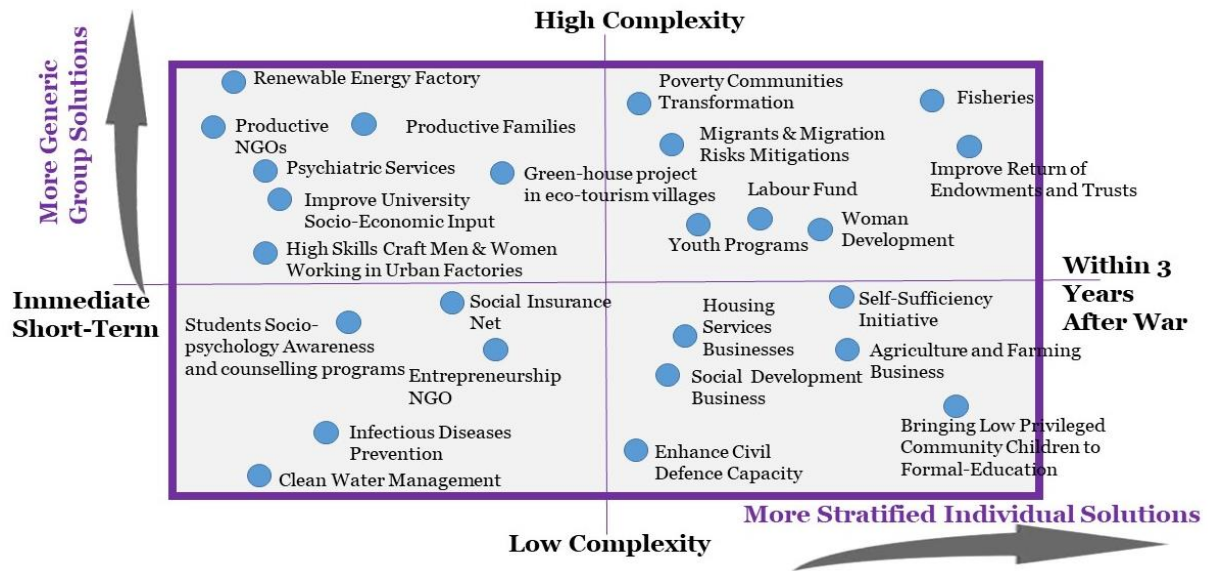 High Complexity
More Generic
Group Solutions
Renewable Energy Factory
Productive
NGOs
Productive Families
Psychiatric Services
Improve University
Socio-Economic Input
Green-house project
in eco-tourism villages
High Skills Craft Men & Women
Working in Urban Factories
Poverty Communities
Transformation
Fisheries
Migrants & Migration
Risks Mitigations
Improve Return of
Endowments and Trusts
Labour Fund
Youth Programs
Woman
Development
Immediate
Short-Term
Within 3
Years
After War
Students Socio-
psychology Awareness
and counselling programs
Social Insurance
Net
Entrepreneurship
NGO
Infectious Diseases
Prevention
Clean Water Management
Housing
Services
Businesses
Self-Sufficiency
Initiative
Agriculture and Farming
Business
Social Development
Business
Bringing Low Privileged
Community Children to
Formal-Education
Enhance Civil
Defence Capacity
More Stratified Individual Solutions
Low Complexity